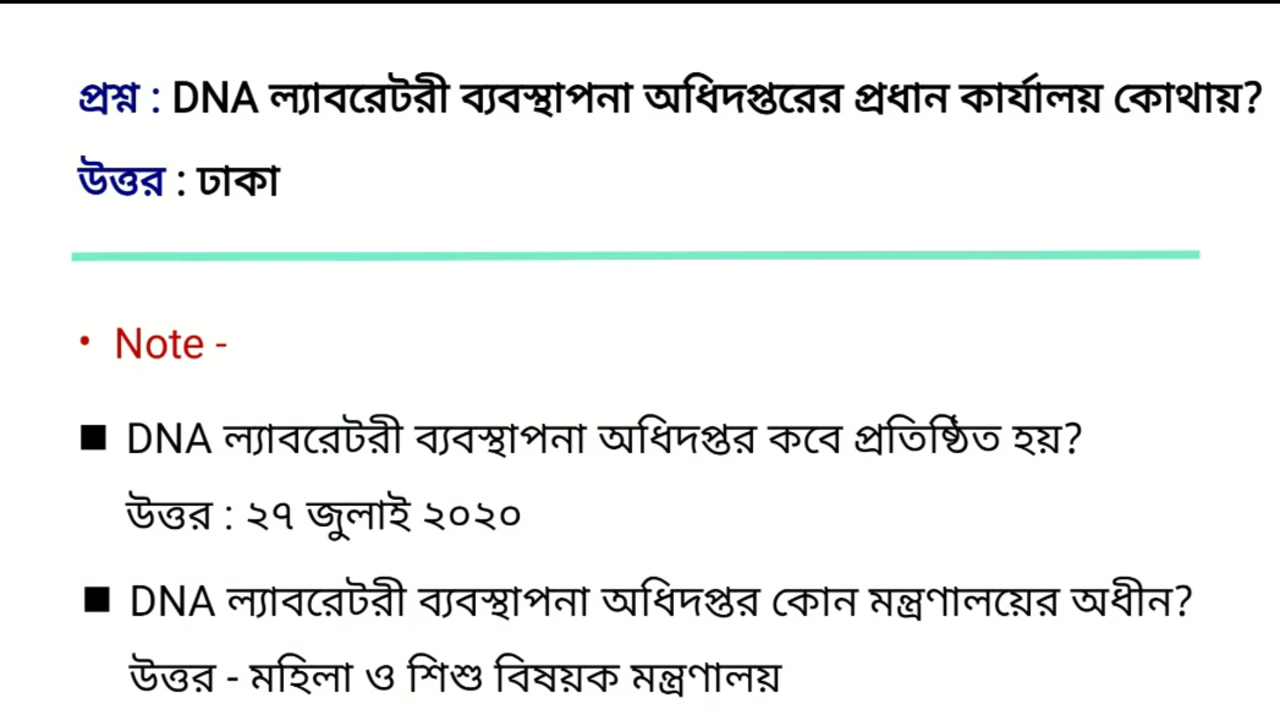 প্রশ্ন : DNA ল্যাবরেটরী ব্যবস্থাপনা অধিদপ্তরের প্রধান কার্যালয় কোথায়?
উত্তর : ঢাকা
• Note -
■ DNA ল্যাবরেটরী ব্যবস্থাপনা অধিদপ্তর কবে প্রতিষ্ঠিত হয়?
উত্তর : ২৭ জুলাই ২০২০
■ DNA ল্যাবরেটরী ব্যবস্থাপনা অধিদপ্তর কোন মন্ত্রণালয়ের অধীন?
উত্তর - মহিলা ও শিশু বিষয়ক মন্ত্রণালয়